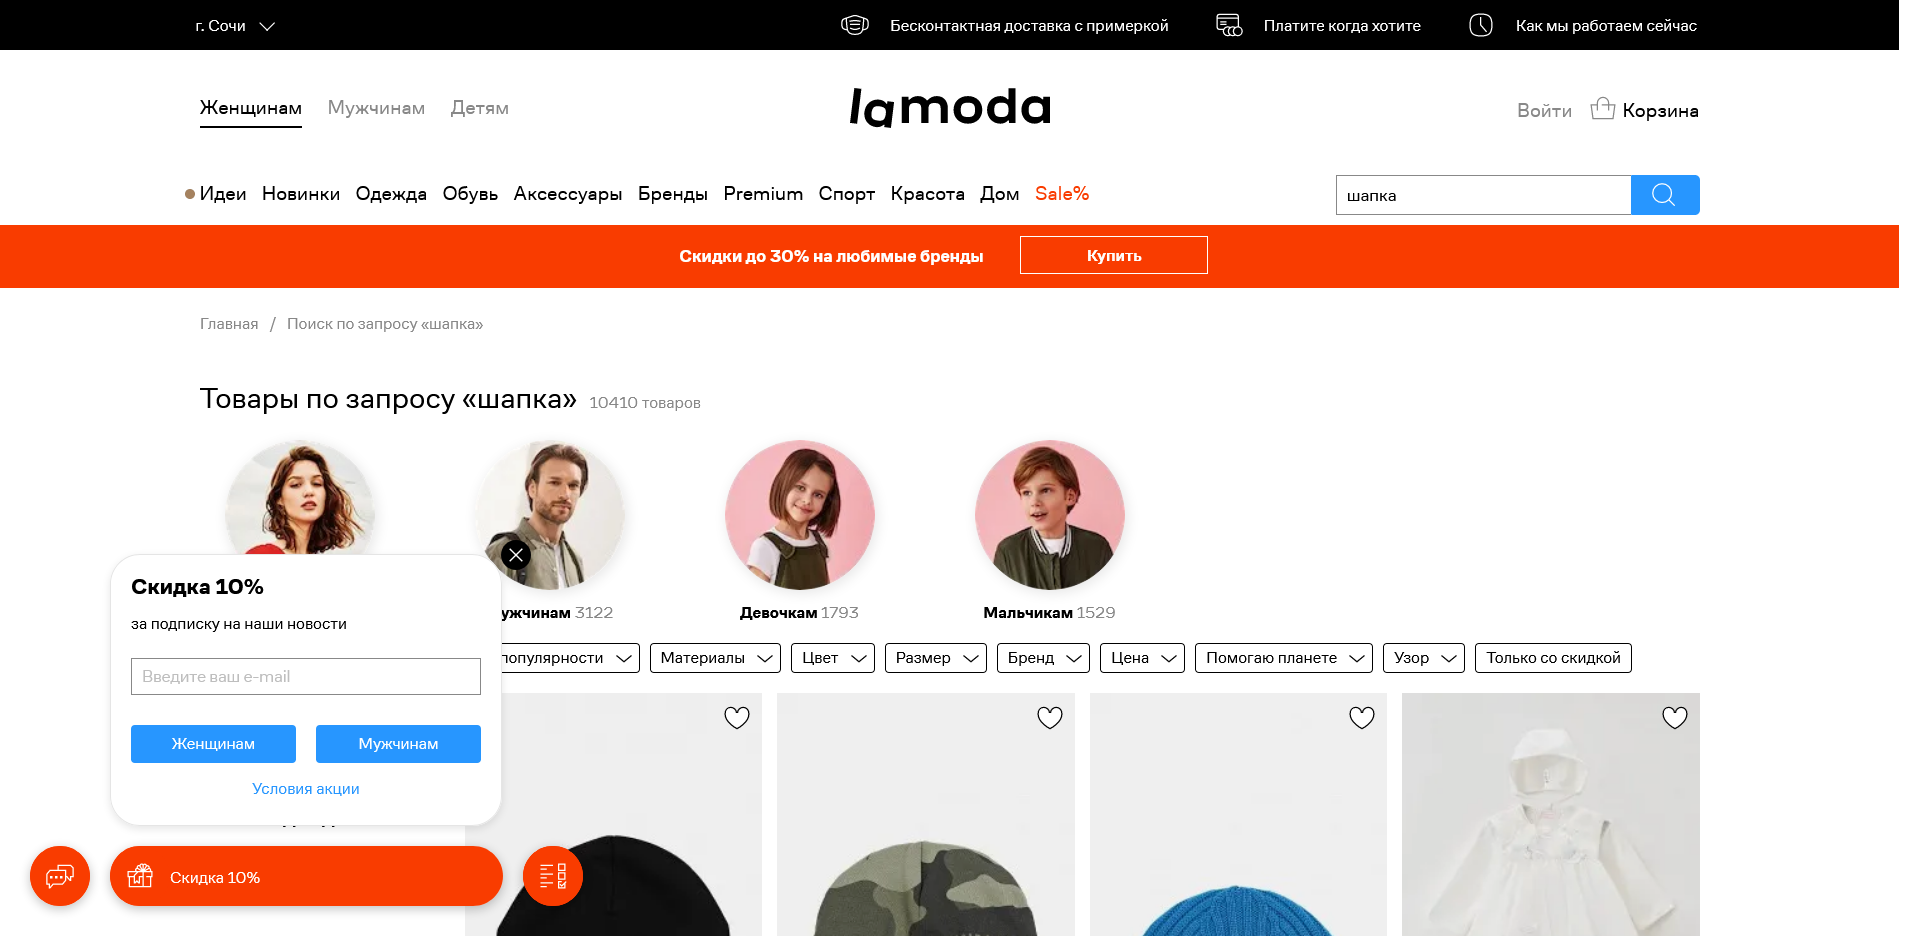 г. Сочи
Бесконтактная доставка с примеркой
Платите когда хотите
Как мы работаем сейчас
Женщинам Мужчинам Детям
lamoda
Войти Корзина
Идеи Новинки Одежда Обувь Аксессуары Бренды Premium Спорт Красота Дом Sale%
шапка
Скидки до 30% на любимые бренды
Купить
Главная / Поиск по запросу «шапка»
Товары по запросу «шапка» 10410 товаров
ужчинам 3122
Девочкам 1793
Мальчикам 1529
популярности
Материалы
Цвет
Размер
Бренд
Цена
Помогаю планете
Узор
Только со скидкой
Скидка 10%
за подписку на наши новости
Введите ваш e-mail
Женщинам
Мужчинам
Условия акции
Скидка 10%